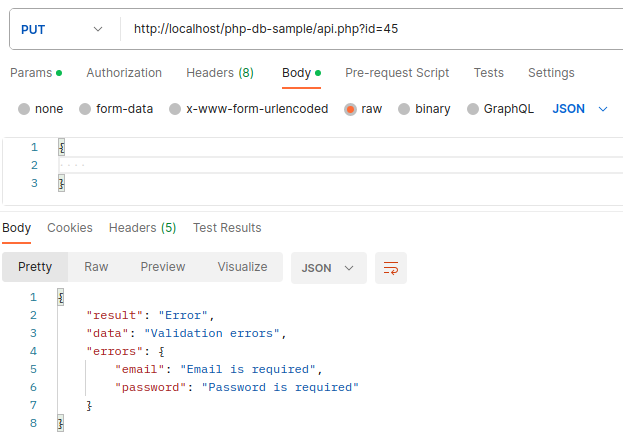 PUT http://localhost/php-db-sample/api.php?id=45
Params Authorization Headers (8) Body Pre-request Script Tests Settings
none form-data x-www-form-urlencoded raw binary GraphQL JSON
1 {
2
3 }
Body Cookies Headers (5) Test Results
Pretty Raw Preview Visualize JSON
1 {
2 "result": "Error",
3 "data": "Validation errors",
4 "errors": {
5 "email": "Email is required",
6 "password": "Password is required"
7 }
8 }